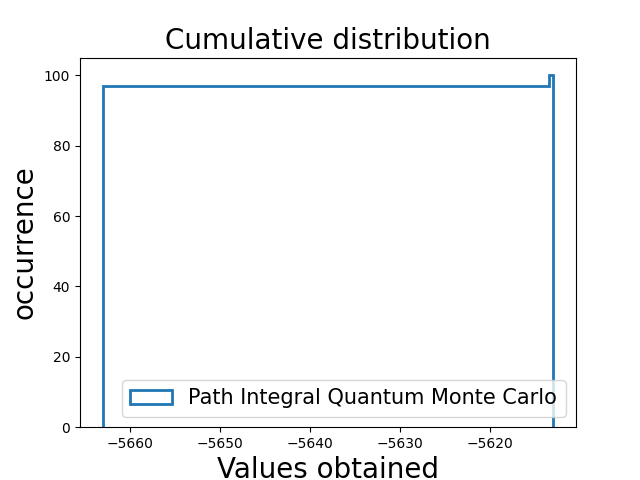 Cumulative distribution
occurrence
100
80
60
40
20
0
Path Integral Quantum Monte Carlo
−5660 −5650 −5640 −5630 −5620
Values obtained